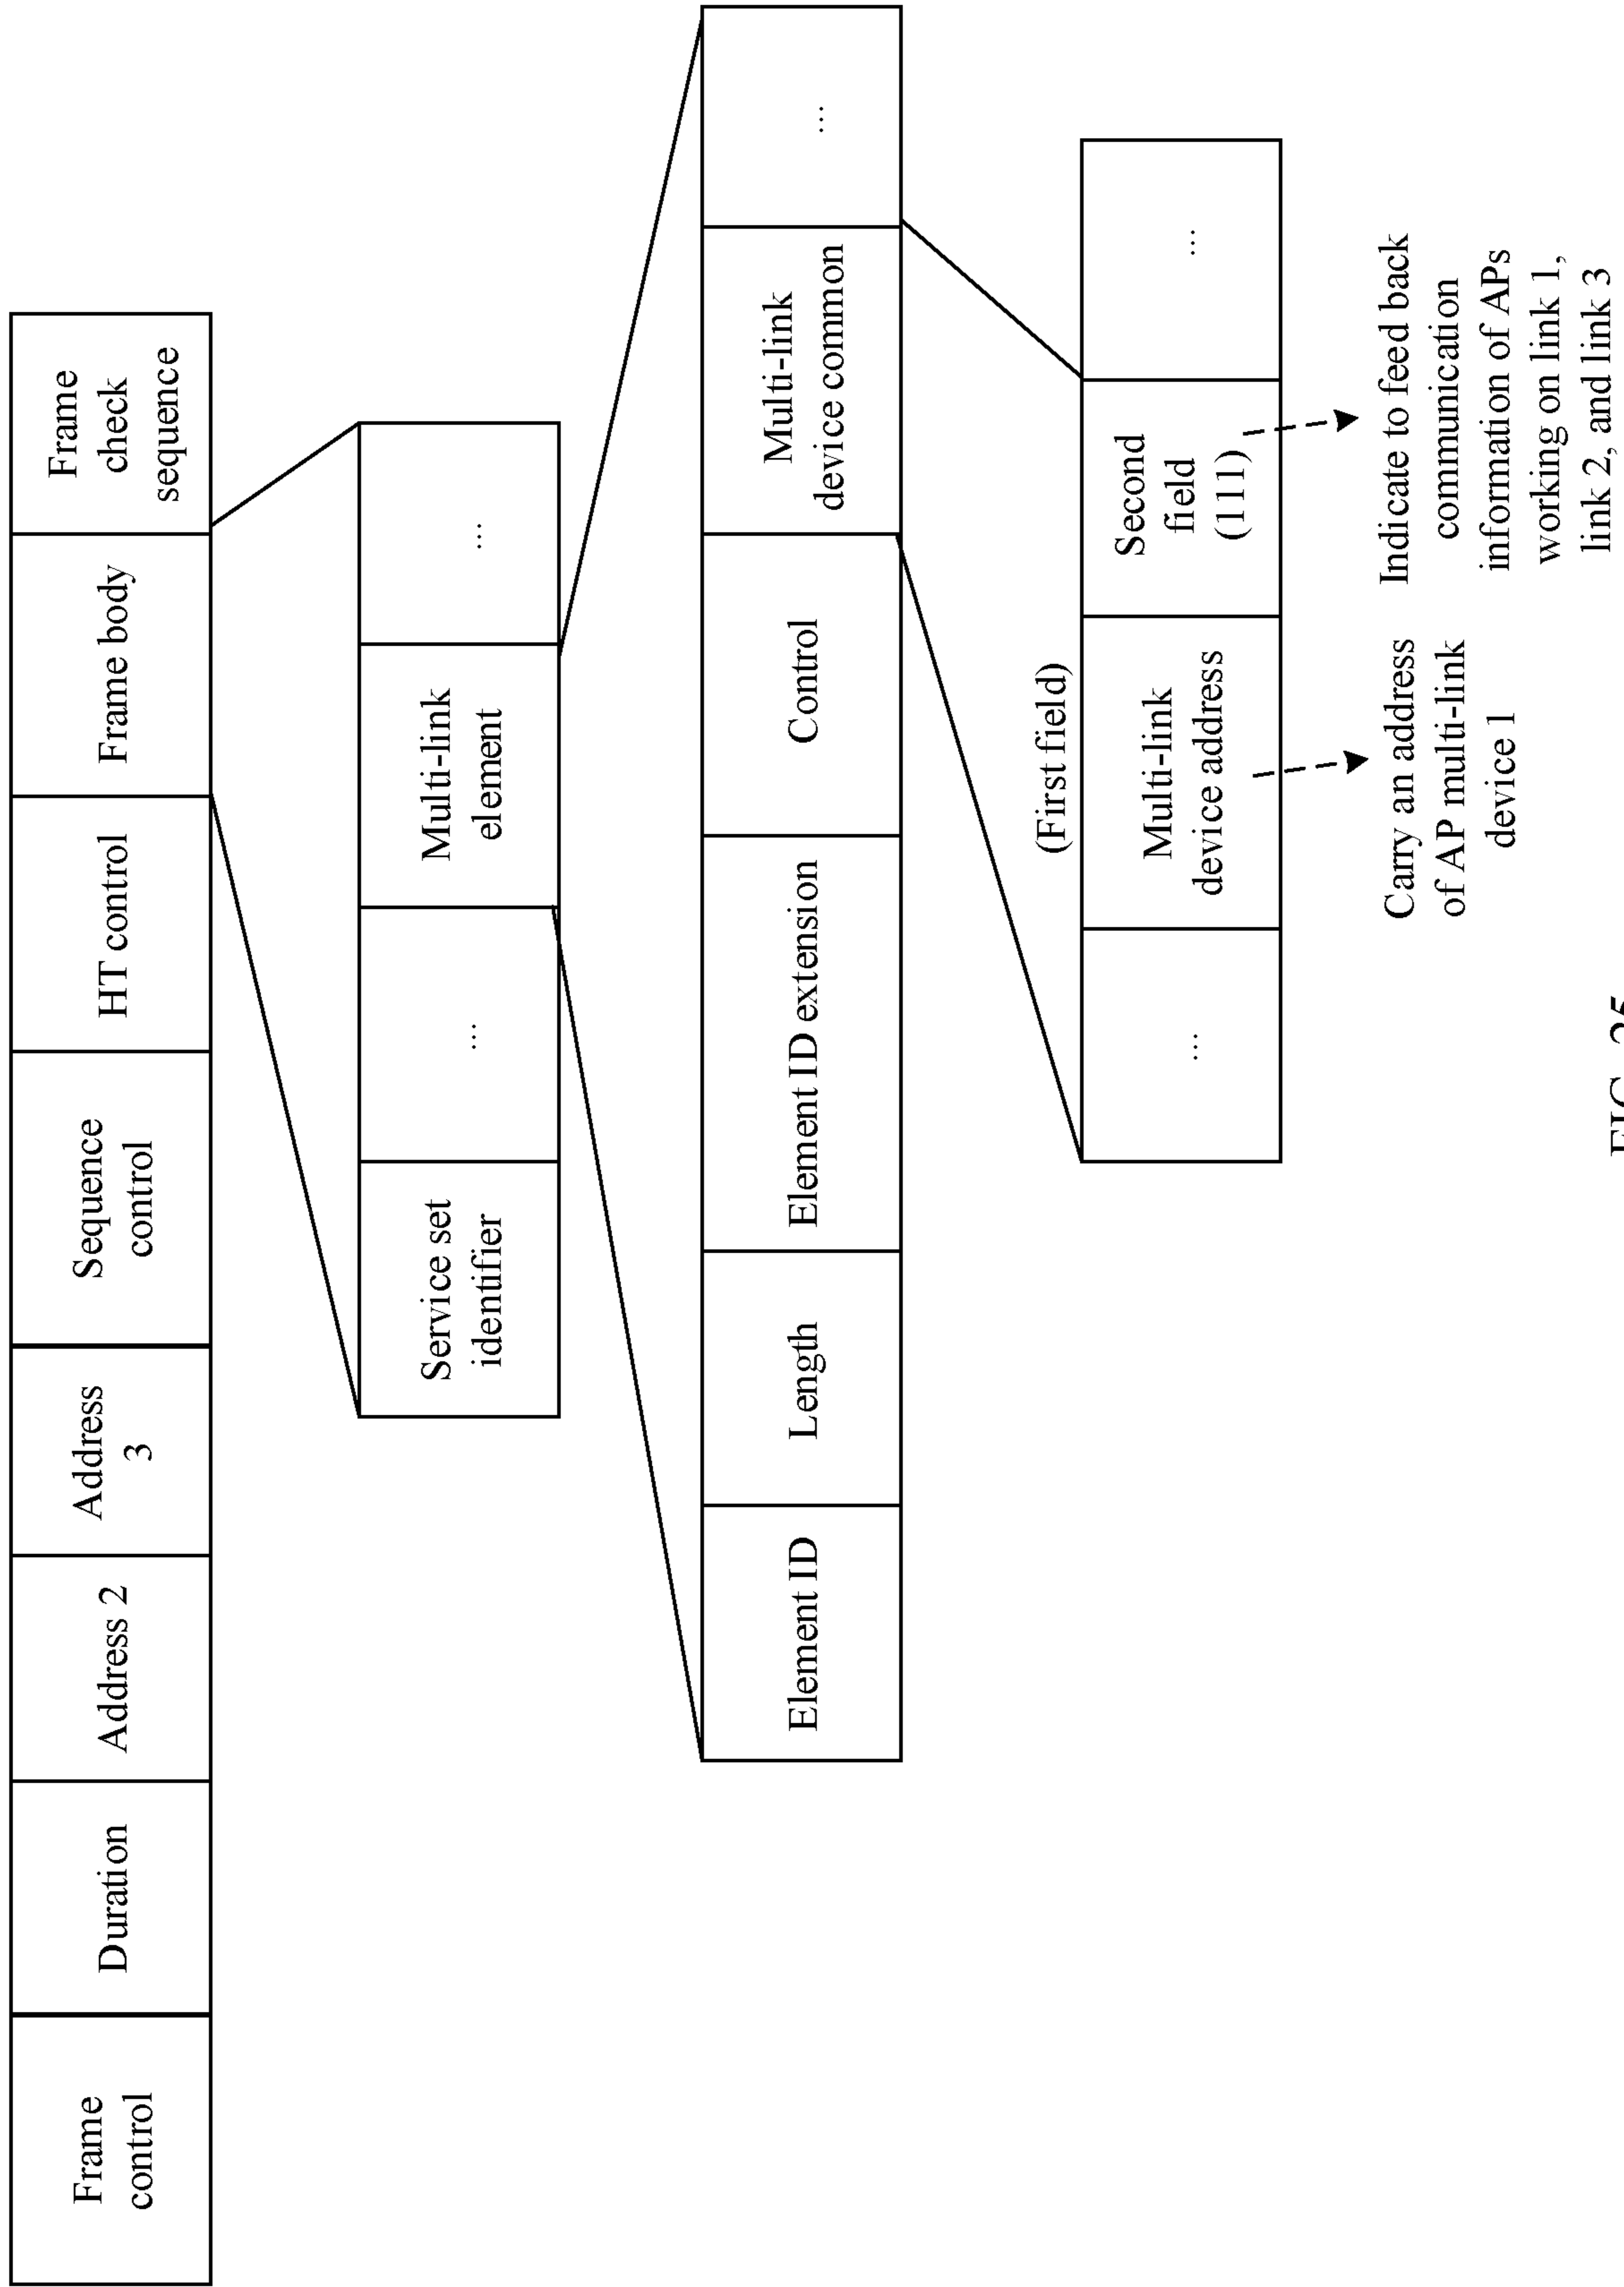 Frame
control
Duration
Address 2
Address
3
Sequence
control
HT control
Frame body
Frame
check
sequence
Service set
identifier
...
Multi-link
element
...
Element ID
Length
Element ID extension
Control
Multi-link
device common
...
(First field)
...
Multi-link
device address
Second
field
(111)
...
Carry an address
of AP multi-link
device 1
Indicate to feed back
communication
information of APs
working on link 1,
link 2, and link 3